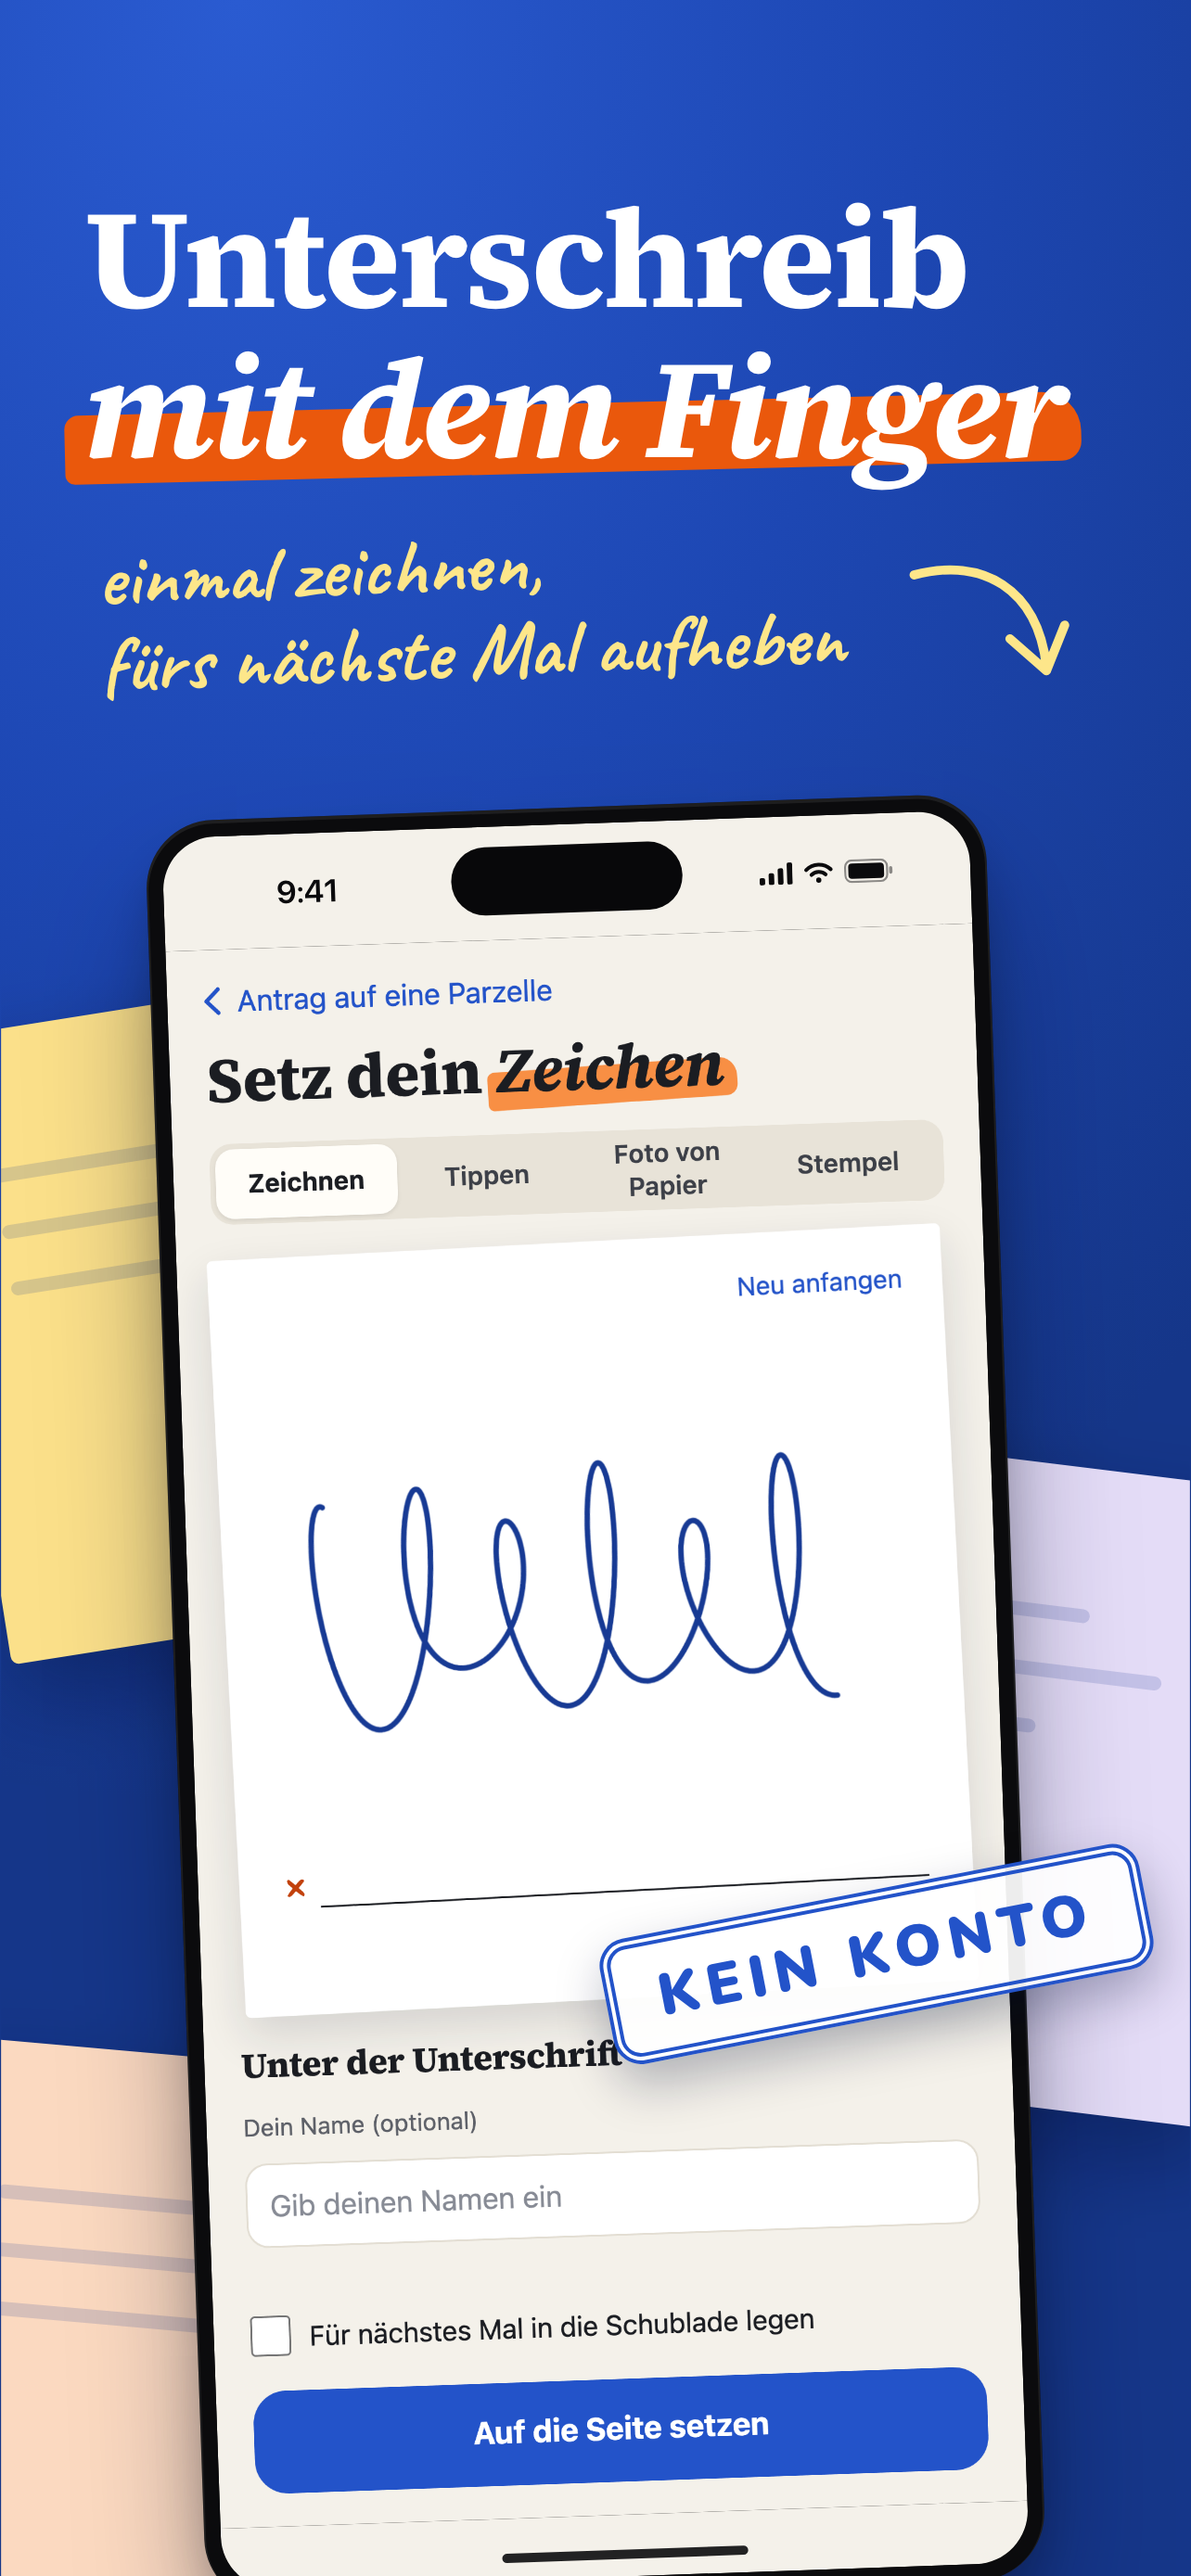 Unterschreib
mit dem Finger
einmal zeichnen,
fürs nächste Mal aufheben
9:41
Antrag auf eine Parzelle
Setz dein Zeichen
Zeichnen
Tippen
Foto von
Papier
Stempel
Neu anfangen
×
KEIN KONTO
Unter der Unterschrift
Dein Name (optional)
Gib deinen Namen ein
Für nächstes Mal in die Schublade legen
Auf die Seite setzen